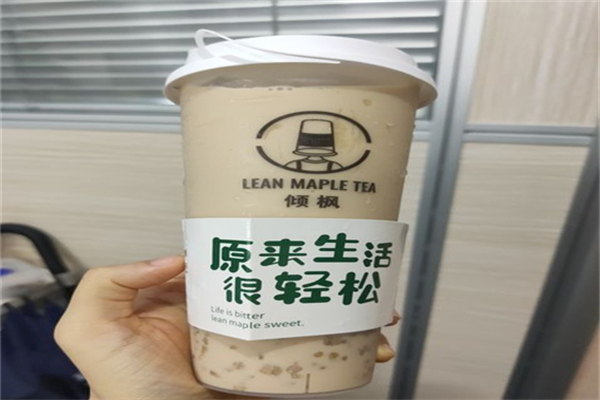 LEAN MAPLE TEA
倾枫
原来生活
很轻松
Life is bitter
lean maple sweet.